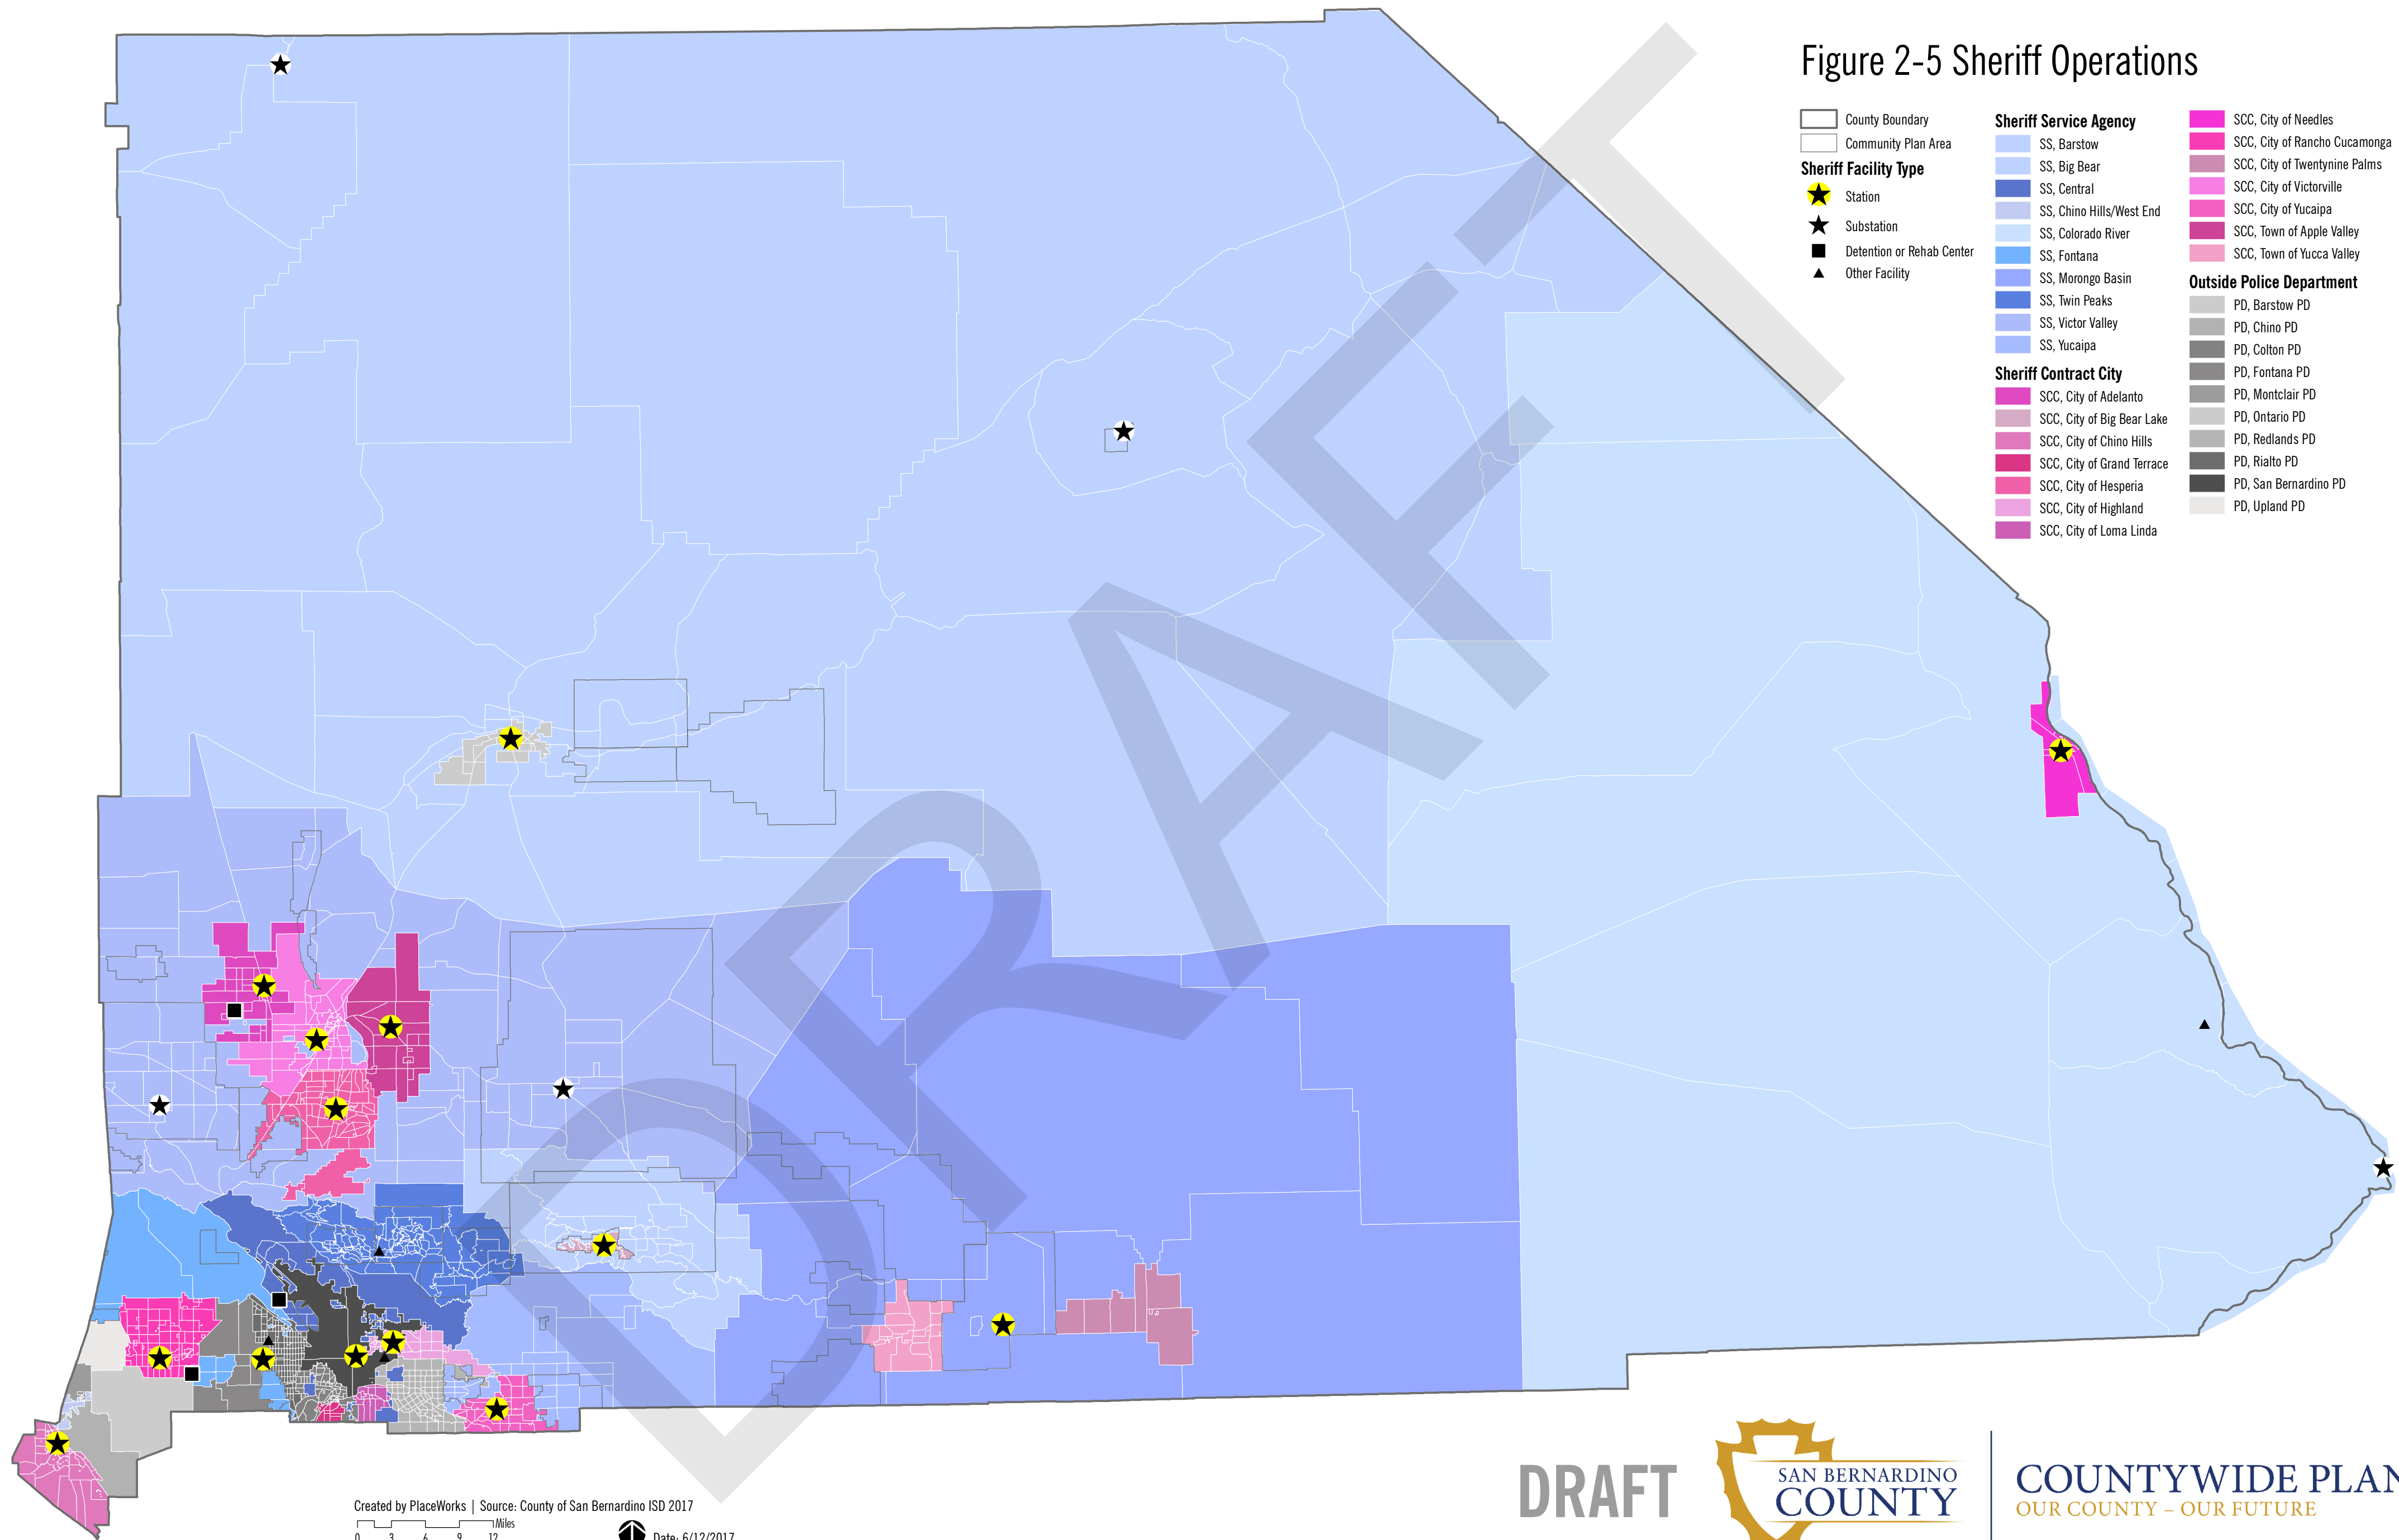 Figure 2-5 Sheriff Operations
County Boundary
Community Plan Area
Sheriff Facility Type
Station
Substation
Detention or Rehab Center
Other Facility
Sheriff Service Agency
SS, Barstow
SS, Big Bear
SS, Central
SS, Chino Hills/West End
SS, Colorado River
SS, Fontana
SS, Morongo Basin
SS, Twin Peaks
SS, Victor Valley
SS, Yucaipa
Sheriff Contract City
SCC, City of Adelanto
SCC, City of Big Bear Lake
SCC, City of Chino Hills
SCC, City of Grand Terrace
SCC, City of Hesperia
SCC, City of Highland
SCC, City of Loma Linda
SCC, City of Needles
SCC, City of Rancho Cucamonga
SCC, City of Twentynine Palms
SCC, City of Victorville
SCC, City of Yucaipa
SCC, Town of Apple Valley
SCC, Town of Yucca Valley
Outside Police Department
PD, Barstow PD
PD, Chino PD
PD, Colton PD
PD, Fontana PD
PD, Montclair PD
PD, Ontario PD
PD, Redlands PD
PD, Rialto PD
PD, San Bernardino PD
PD, Upland PD
DRAFT
Created by PlaceWorks | Source: County of San Bernardino ISD 2017
Miles
0 3 6 9 12
Date: 6/12/2017
DRAFT
SAN BERNARDINO
COUNTY
COUNTYWIDE PLAN
OUR COUNTY – OUR FUTURE